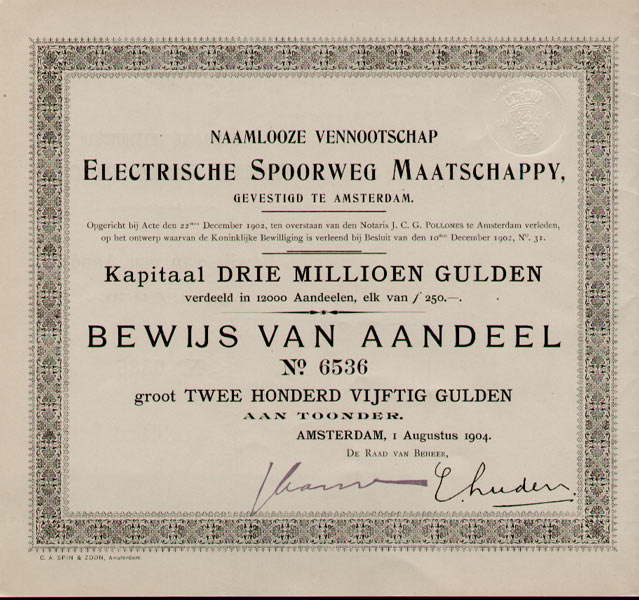 NAAMLOOZE VENNOOTSCHAP
ELECTRISCHE SPOORWEG MAATSCHAPPY,
GEVESTIGD TE AMSTERDAM.
Opgericht bij Acte den 22sten December 1902, ten overstaan van den Notaris J. C. G. POLLONES te Amsterdam verleden,
op het ontwerp waarvan de Koninklijke Bewilliging is verleend bij Besluit van den 10den December 1902, No. 31.
Kapitaal DRIE MILLIOEN GULDEN
verdeeld in 12000 Aandeelen, elk van ƒ 250.—.
BEWIJS VAN AANDEEL
No. 6536
groot TWEE HONDERD VIJFTIG GULDEN
AAN TOONDER.
AMSTERDAM, 1 Augustus 1904.
DE RAAD VAN BEHEER,
C. A. SPIN & ZOON, Amsterdam.